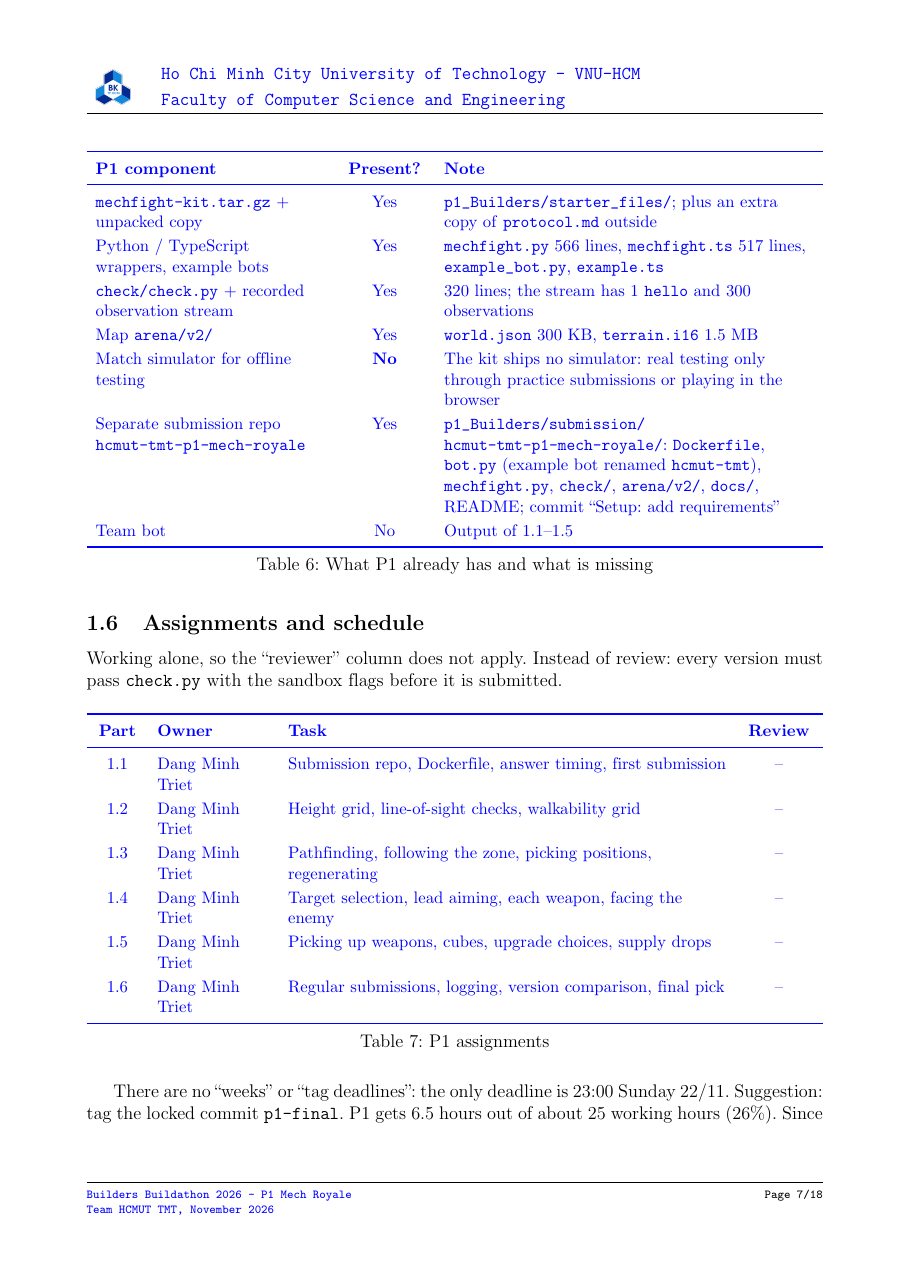 BK
Ho Chi Minh City University of Technology - VNU-HCM
Faculty of Computer Science and Engineering
P1 component Present? Note
mechfight-kit.tar.gz + Yes p1_Builders/starter_files/; plus an extra
unpacked copy copy of protocol.md outside
Python / TypeScript Yes mechfight.py 566 lines, mechfight.ts 517 lines,
wrappers, example bots example_bot.py, example.ts
check/check.py + recorded Yes 320 lines; the stream has 1 hello and 300
observation stream observations
Map arena/v2/ Yes world.json 300 KB, terrain.i16 1.5 MB
Match simulator for offline No The kit ships no simulator: real testing only
testing through practice submissions or playing in the
browser
Separate submission repo Yes p1_Builders/submission/
hcmut-tmt-p1-mech-royale hcmut-tmt-p1-mech-royale/: Dockerfile,
bot.py (example bot renamed hcmut-tmt),
mechfight.py, check/, arena/v2/, docs/,
README; commit “Setup: add requirements”
Team bot No Output of 1.1–1.5
Table 6: What P1 already has and what is missing
1.6 Assignments and schedule
Working alone, so the “reviewer” column does not apply. Instead of review: every version must
pass check.py with the sandbox flags before it is submitted.
Part Owner Task Review
1.1 Dang Minh Submission repo, Dockerfile, answer timing, first submission –
Triet
1.2 Dang Minh Height grid, line-of-sight checks, walkability grid –
Triet
1.3 Dang Minh Pathfinding, following the zone, picking positions, –
Triet regenerating
1.4 Dang Minh Target selection, lead aiming, each weapon, facing the –
Triet enemy
1.5 Dang Minh Picking up weapons, cubes, upgrade choices, supply drops –
Triet
1.6 Dang Minh Regular submissions, logging, version comparison, final pick –
Triet
Table 7: P1 assignments
There are no “weeks” or “tag deadlines”: the only deadline is 23:00 Sunday 22/11. Suggestion:
tag the locked commit p1-final. P1 gets 6.5 hours out of about 25 working hours (26%). Since
Builders Buildathon 2026 - P1 Mech Royale Page 7/18
Team HCMUT TMT, November 2026